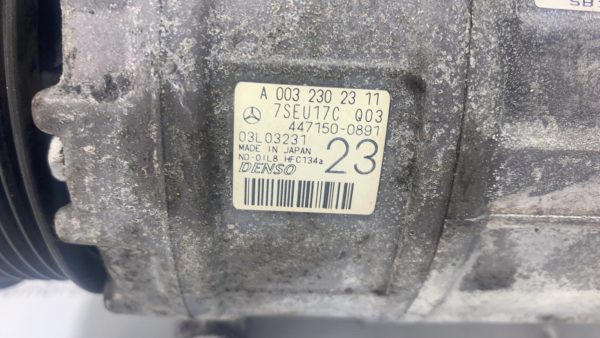 A 003 230 23 11
7SEU17C Q03
447150-0891
03L03231
MADE IN JAPAN
ND-OIL8 HFC134a
23
DENSO